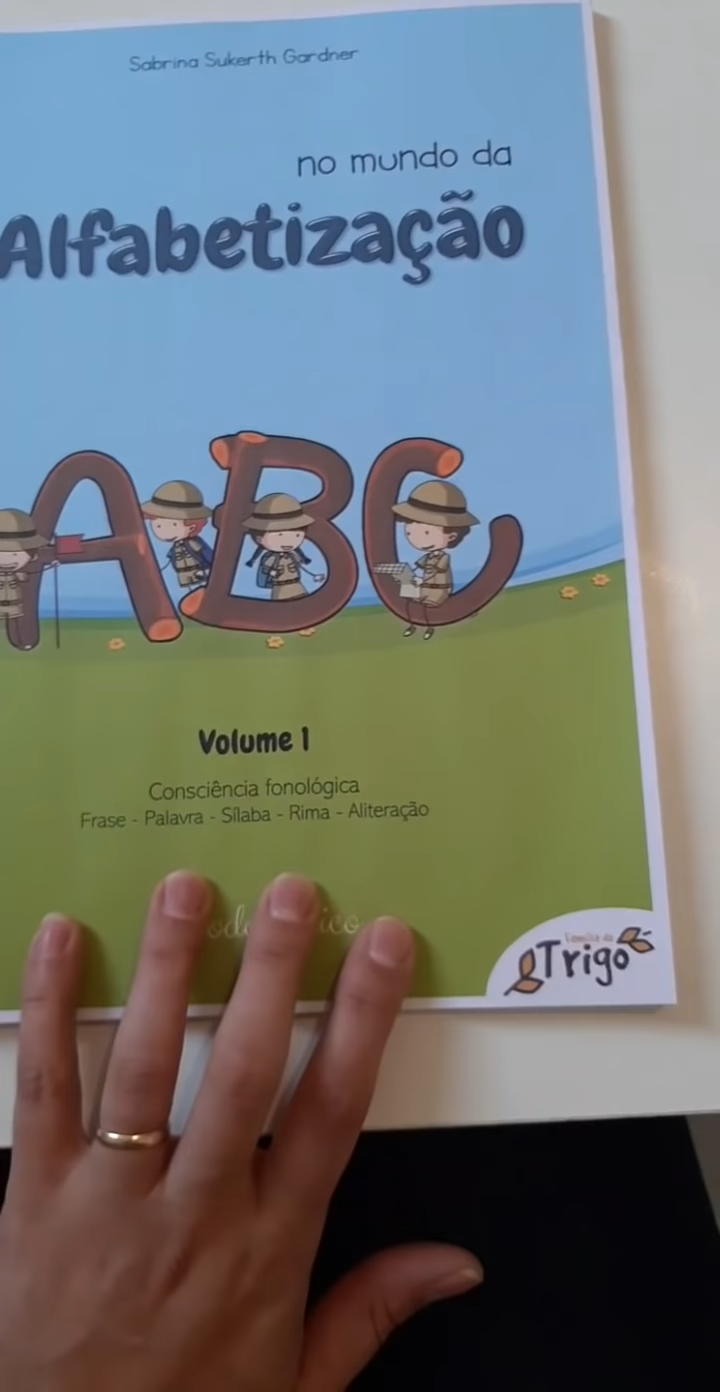 Sabrina Sukerth Gardner
no mundo da
Alfabetização
ABC
Volume 1
Consciência fonológica
Frase - Palavra - Sílaba - Rima - Aliteração
Trigo